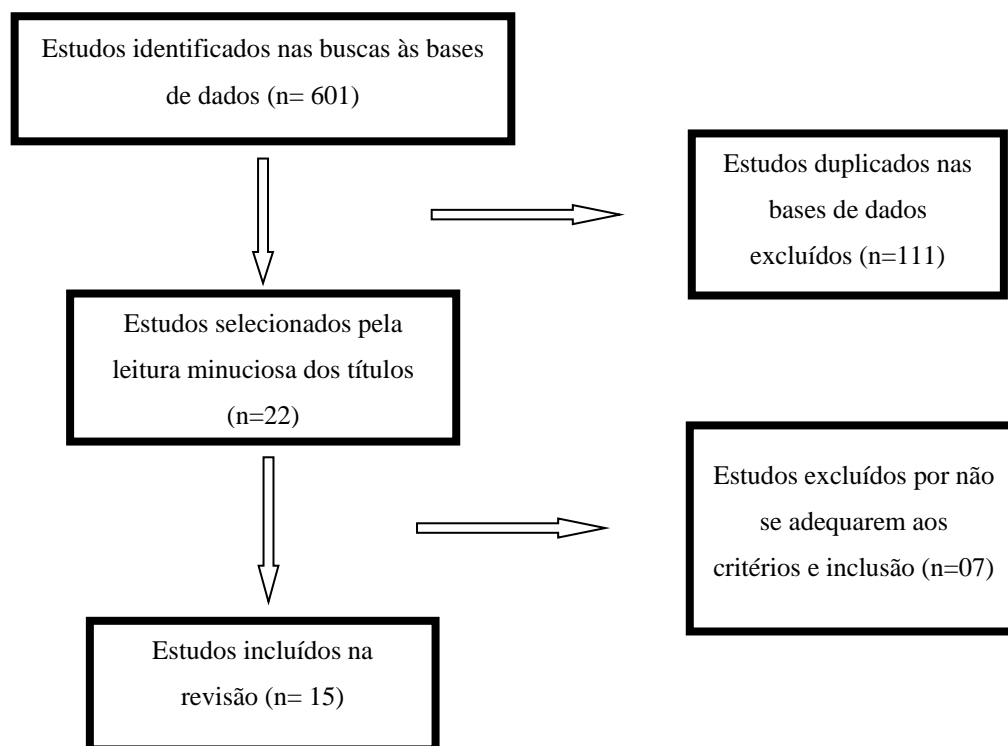 Estudos identificados nas buscas às bases
de dados (n= 601)
Estudos duplicados nas
bases de dados
excluídos (n=111)
Estudos selecionados pela
leitura minuciosa dos títulos
(n=22)
Estudos excluídos por não
se adequarem aos
critérios e inclusão (n=07)
Estudos incluídos na
revisão (n= 15)